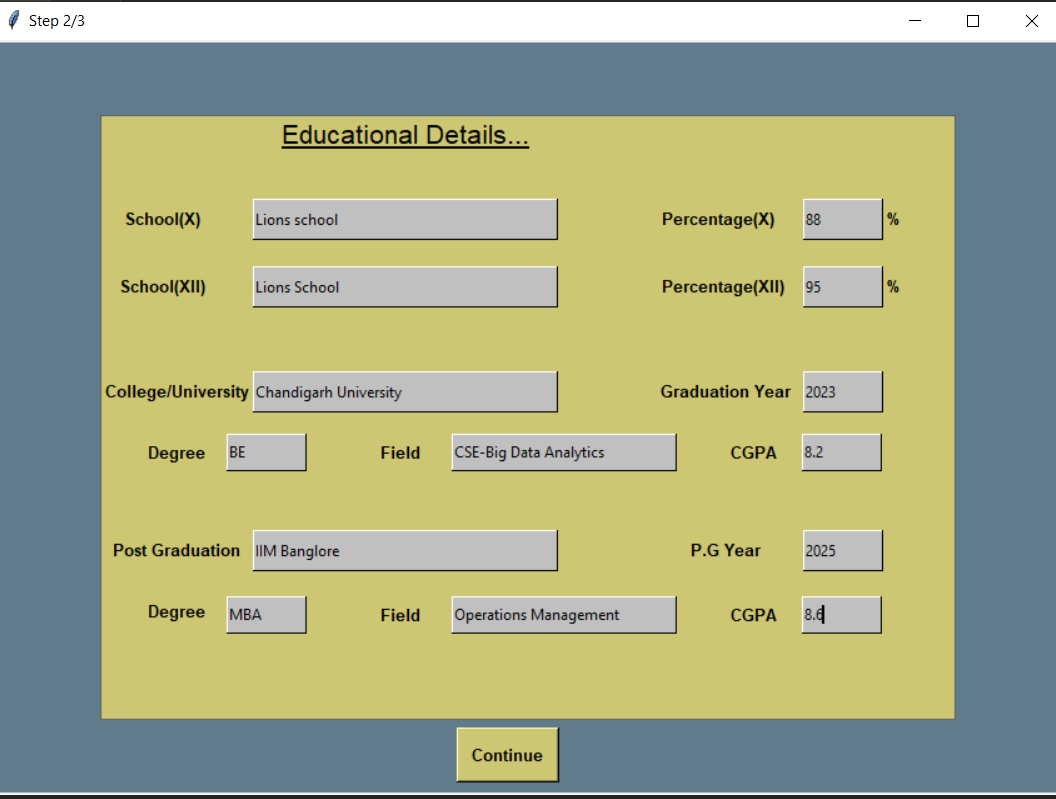 Step 2/3
Educational Details...
School(X) Lions school Percentage(X) 88 %
School(XII) Lions School Percentage(XII) 95 %
College/University Chandigarh University Graduation Year 2023
Degree BE Field CSE-Big Data Analytics CGPA 8.2
Post Graduation IIM Banglore P.G Year 2025
Degree MBA Field Operations Management CGPA 8.6
Continue